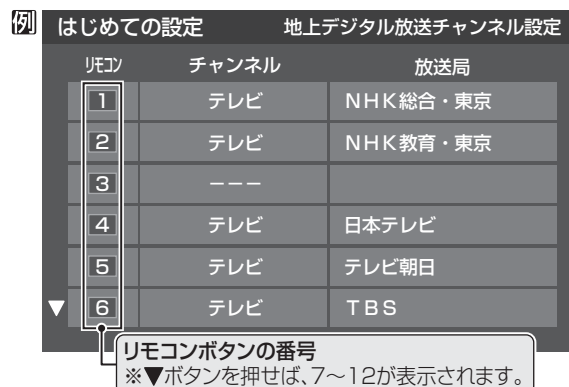 例
はじめての設定 地上デジタル放送チャンネル設定
リモコン チャンネル 放送局
1 テレビ NHK総合・東京
2 テレビ NHK教育・東京
3 −−−
4 テレビ 日本テレビ
5 テレビ テレビ朝日
▼ 6 テレビ TBS
リモコンボタンの番号
※▼ボタンを押せば、7〜12が表示されます。